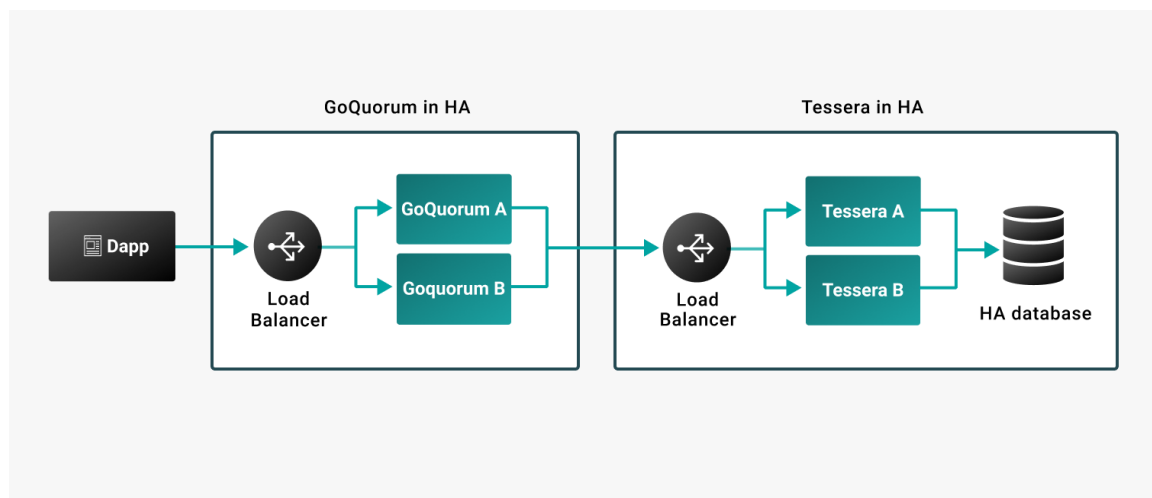 GoQuorum in HA
Tessera in HA
Dapp
Load
Balancer
GoQuorum A
Goquorum B
Load
Balancer
Tessera A
Tessera B
HA database